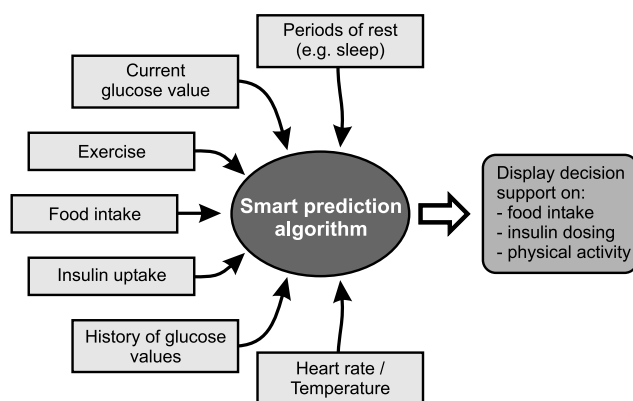 Periods of rest
(e.g. sleep)
Current
glucose value
Exercise
Food intake
Insulin uptake
History of glucose
values
Heart rate /
Temperature
Smart prediction
algorithm
Display decision
support on:
- food intake
- insulin dosing
- physical activity